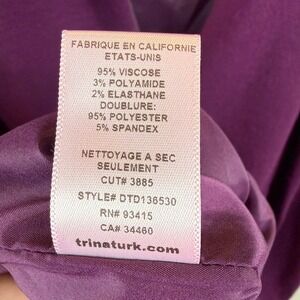 FABRIQUE EN CALIFORNIE
ETATS-UNIS
95% VISCOSE
3% POLYAMIDE
2% ELASTHANE
DOUBLURE:
95% POLYESTER
5% SPANDEX
NETTOYAGE A SEC
SEULEMENT
CUT# 3885
STYLE# DTD136530
RN# 93415
CA# 34460
trinaturk.com